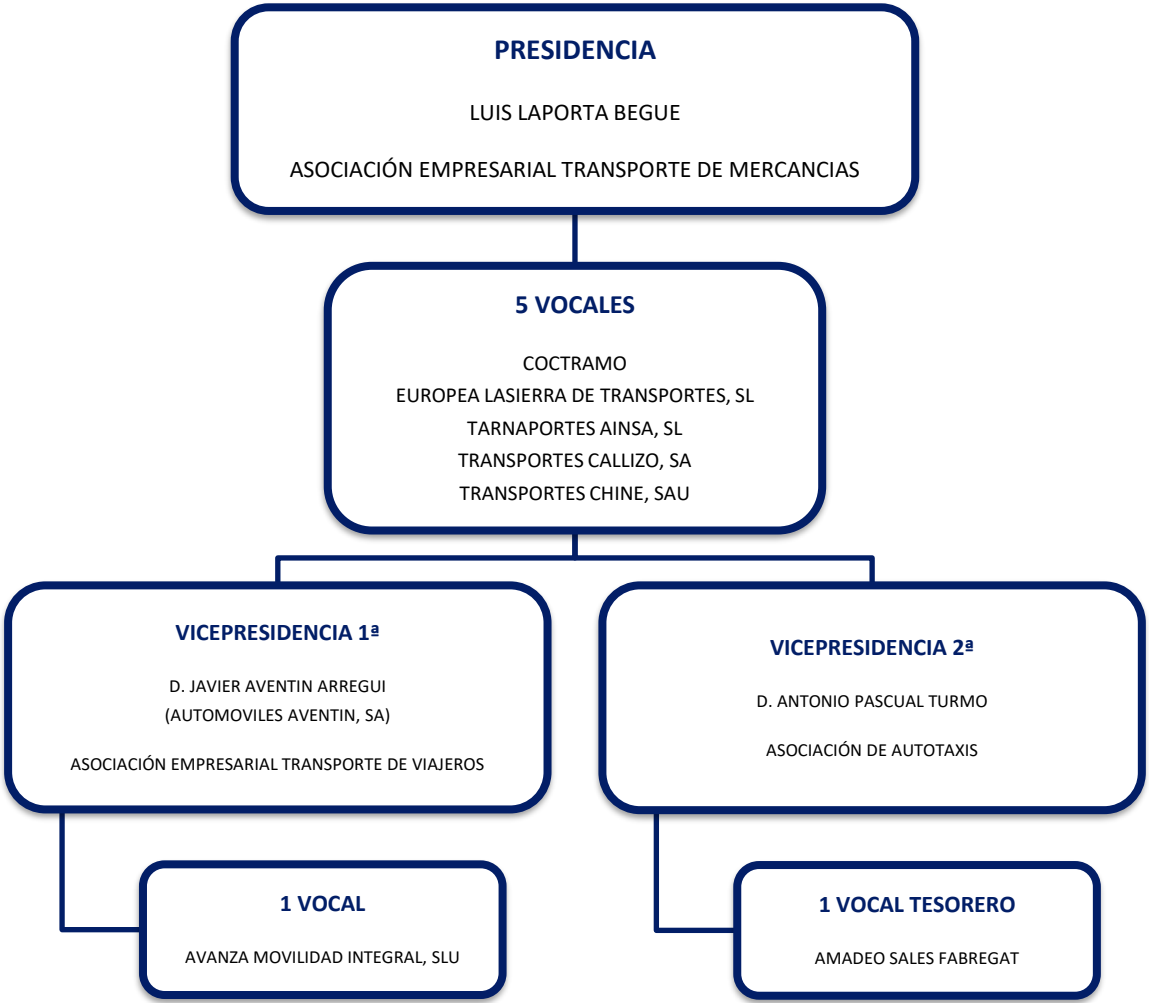 PRESIDENCIA
LUIS LAPORTA BEGUE
ASOCIACIÓN EMPRESARIAL TRANSPORTE DE MERCANCIAS
5 VOCALES
COCTRAMO
EUROPEA LASIERRA DE TRANSPORTES, SL
TARNAPORTES AINSA, SL
TRANSPORTES CALLIZO, SA
TRANSPORTES CHINE, SAU
VICEPRESIDENCIA 1ª
D. JAVIER AVENTIN ARREGUI
(AUTOMOVILES AVENTIN, SA)
ASOCIACIÓN EMPRESARIAL TRANSPORTE DE VIAJEROS
VICEPRESIDENCIA 2ª
D. ANTONIO PASCUAL TURMO
ASOCIACIÓN DE AUTOTAXIS
1 VOCAL
AVANZA MOVILIDAD INTEGRAL, SLU
1 VOCAL TESORERO
AMADEO SALES FABREGAT